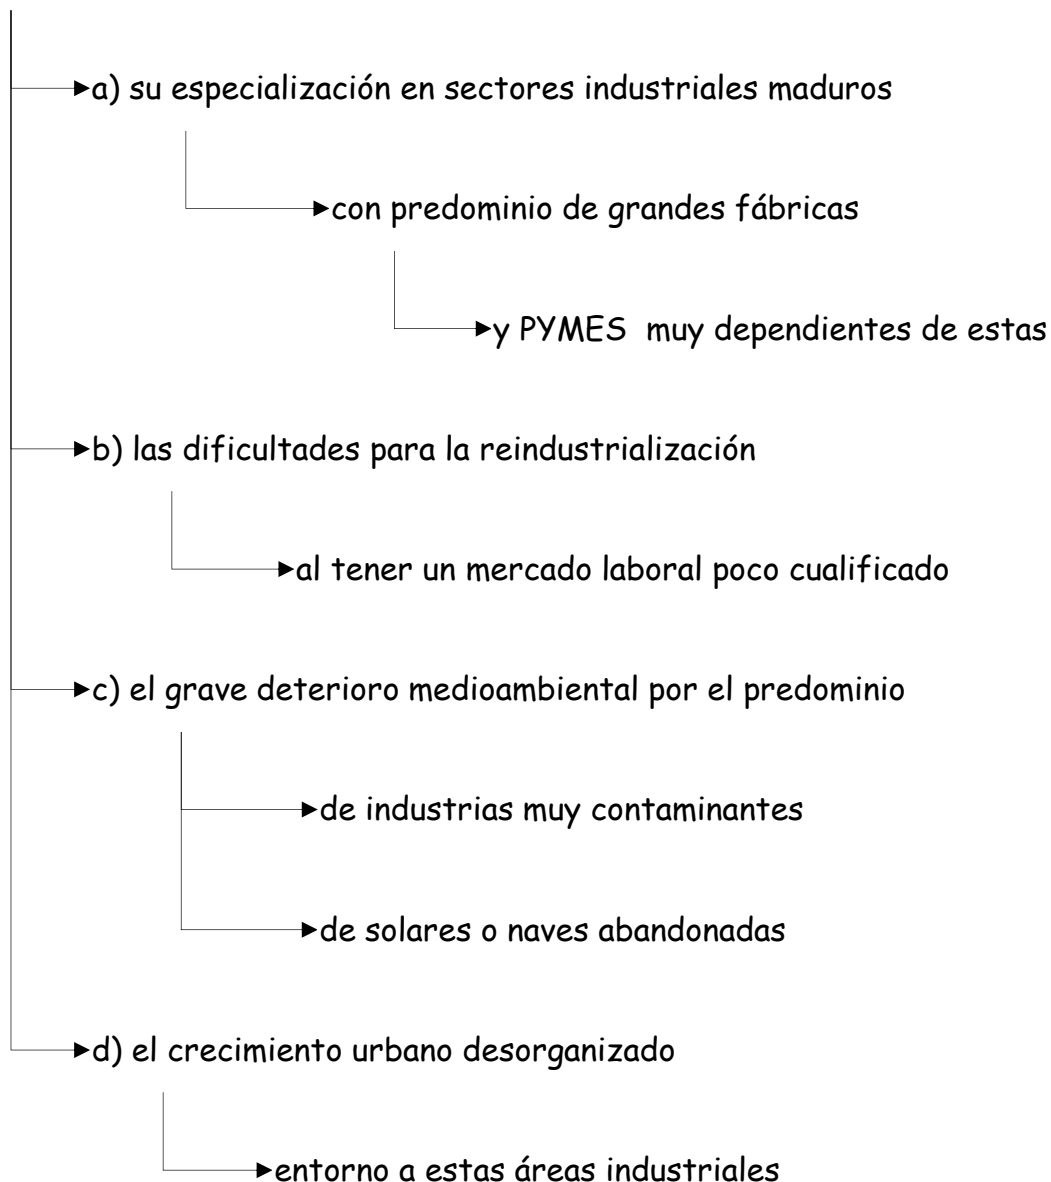 a) su especialización en sectores industriales maduros
con predominio de grandes fábricas
y PYMES muy dependientes de estas
b) las dificultades para la reindustrialización
al tener un mercado laboral poco cualificado
c) el grave deterioro medioambiental por el predominio
de industrias muy contaminantes
de solares o naves abandonadas
d) el crecimiento urbano desorganizado
entorno a estas áreas industriales